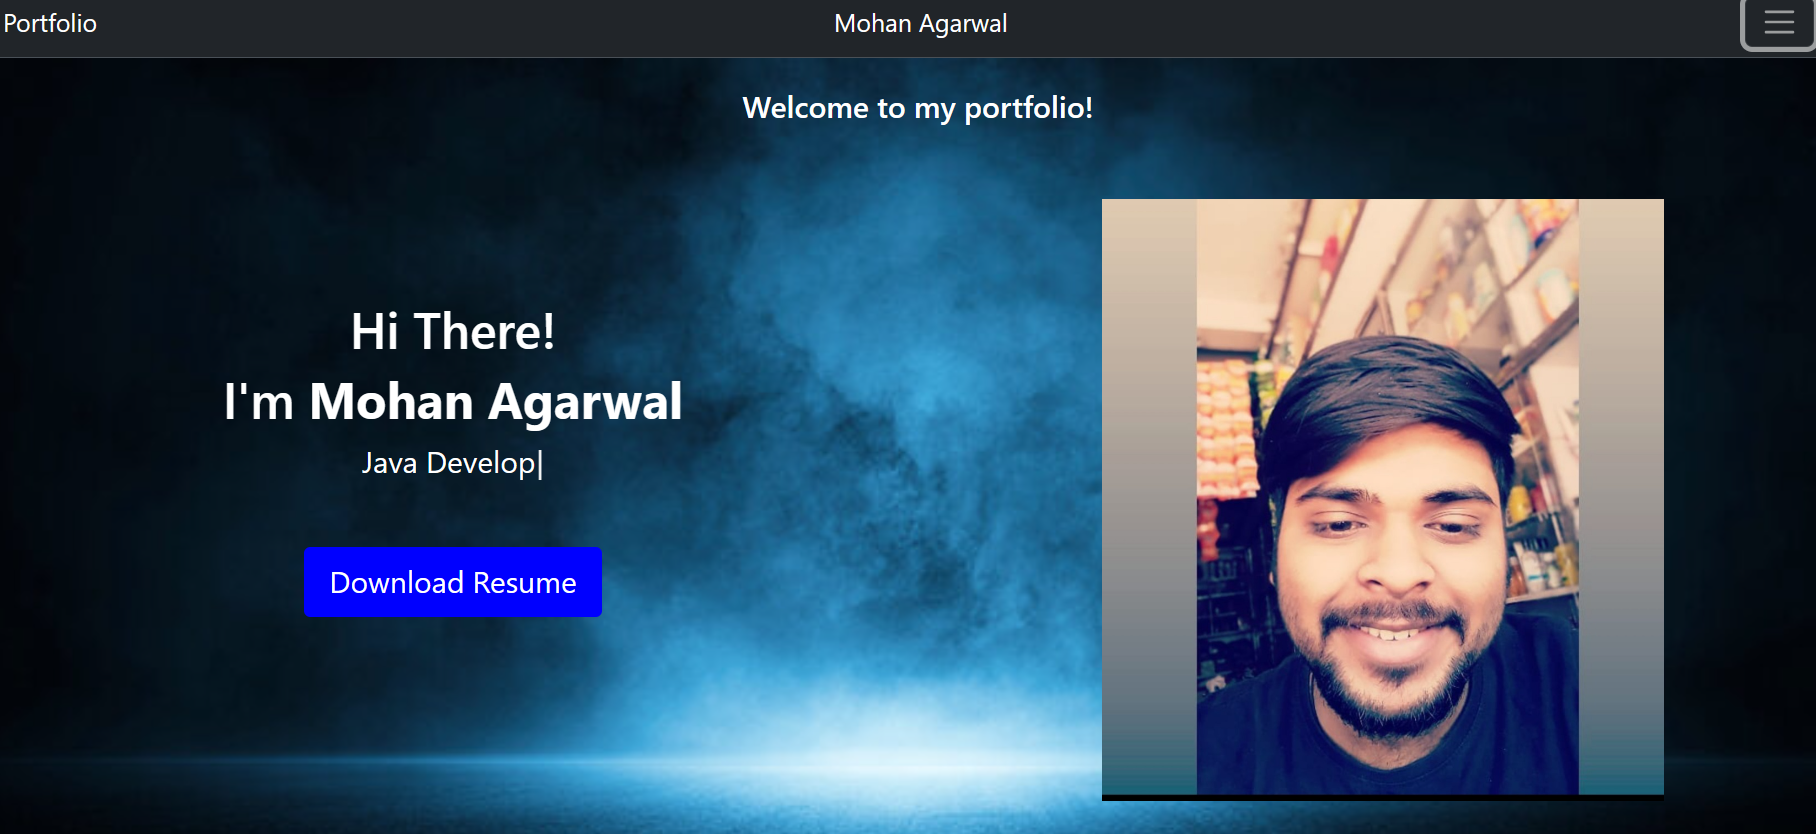 Portfolio
Mohan Agarwal
Welcome to my portfolio!
Hi There!
I'm Mohan Agarwal
Java Develop|
Download Resume